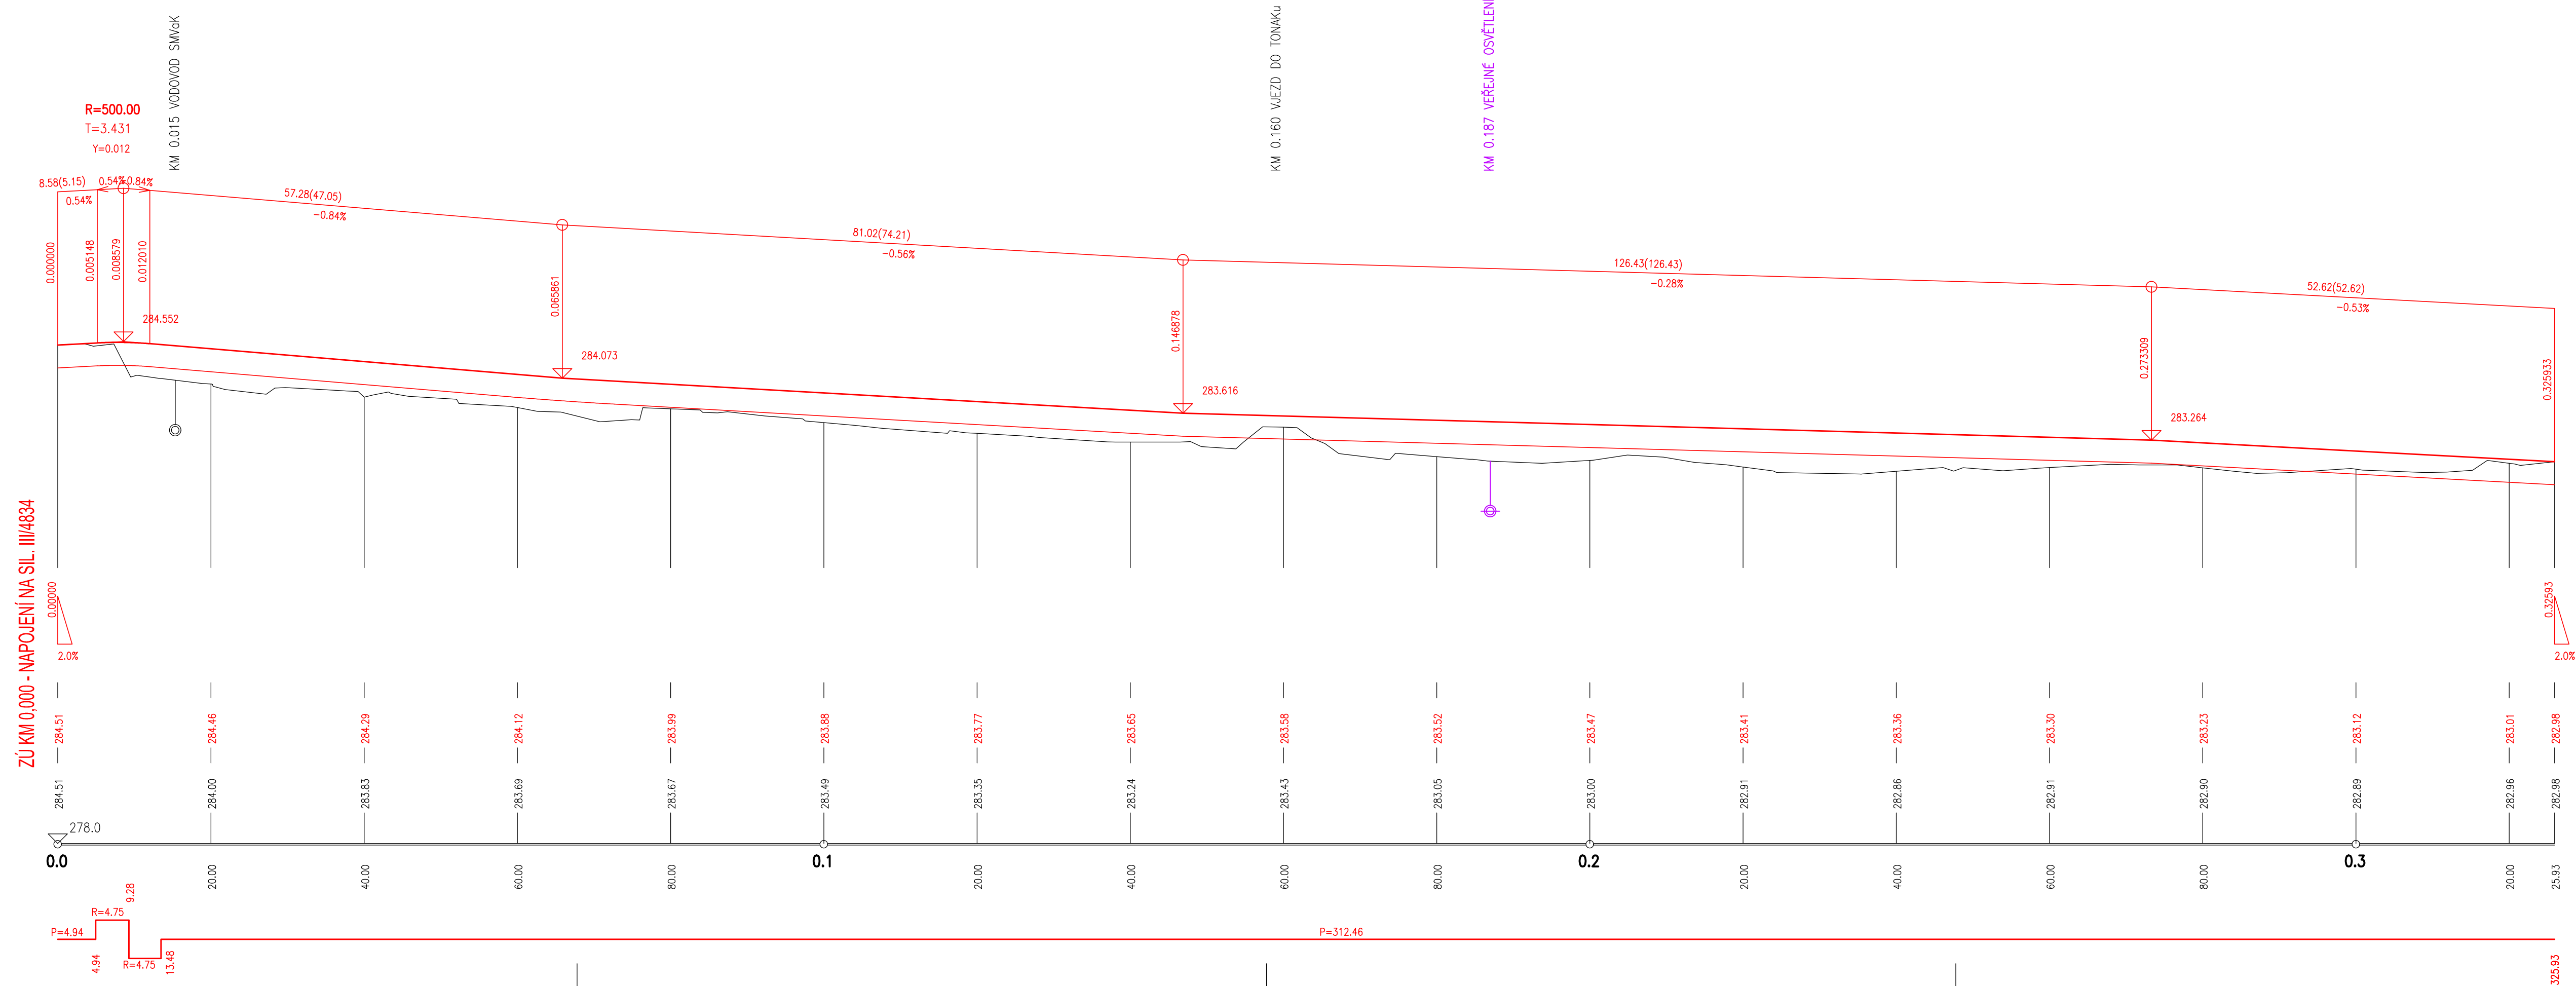 KM 0.015 VODOVOD SMVaK
KM 0.160 VJEZD DO TONAKu
KM 0.187 VEŘEJNÉ OSVĚTLENÍ
R=500.00
T=3.431
Y=0.012
8.58(5.15)
0.54%
0.54%
-0.84%
57.28(47.05)
-0.84%
81.02(74.21)
-0.56%
126.43(126.43)
-0.28%
52.62(52.62)
-0.53%
0.000000
0.005148
0.008579
0.012010
0.065861
0.146878
0.273309
0.325933
284.552
284.073
283.616
283.264
ZÚ KM 0,000 - NAPOJENÍ NA SIL. III/4834
0.00000
2.0%
0.32593
2.0%
284.51 284.46 284.29 284.12 283.99 283.88 283.77 283.65 283.58 283.52 283.47 283.41 283.36 283.30 283.23 283.12 283.01 282.98
284.51 284.00 283.83 283.69 283.67 283.49 283.35 283.24 283.43 283.05 283.00 282.91 282.86 282.91 282.90 282.89 282.96 282.98
278.0
0.0 20.00 40.00 60.00 80.00 0.1 20.00 40.00 60.00 80.00 0.2 20.00 40.00 60.00 80.00 0.3 20.00 25.93
9.28
R=4.75
P=4.94
P=312.46
4.94
R=4.75
13.48
325.93